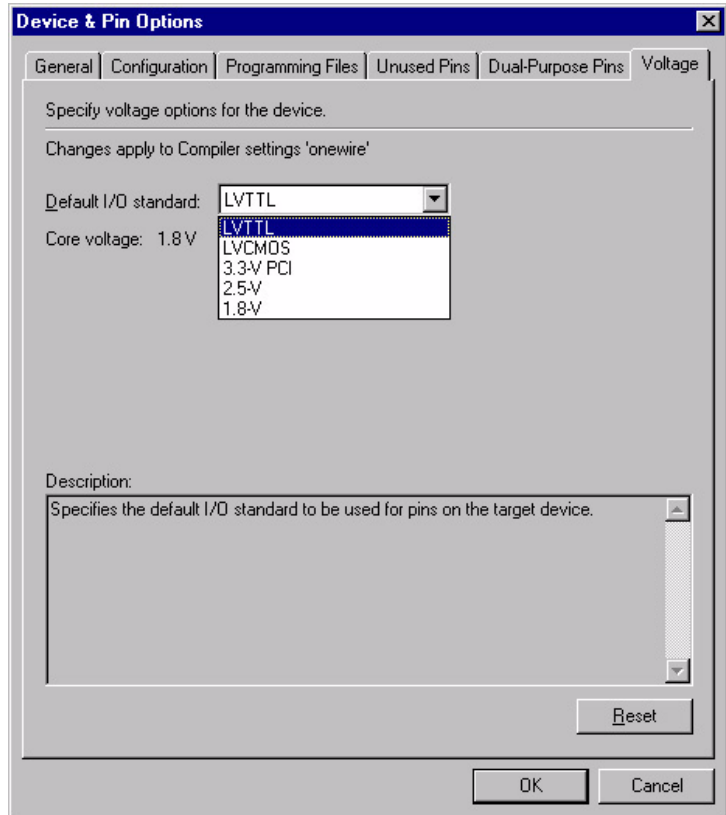 Device & Pin Options
General Configuration Programming Files Unused Pins Dual-Purpose Pins Voltage
Specify voltage options for the device.
Changes apply to Compiler settings 'onewire'
Default I/O standard: LVTTL
LVTTL
Core voltage: 1.8 V
LVCMOS
3.3-V PCI
2.5-V
1.8-V
Description:
Specifies the default I/O standard to be used for pins on the target device.
Reset
OK Cancel